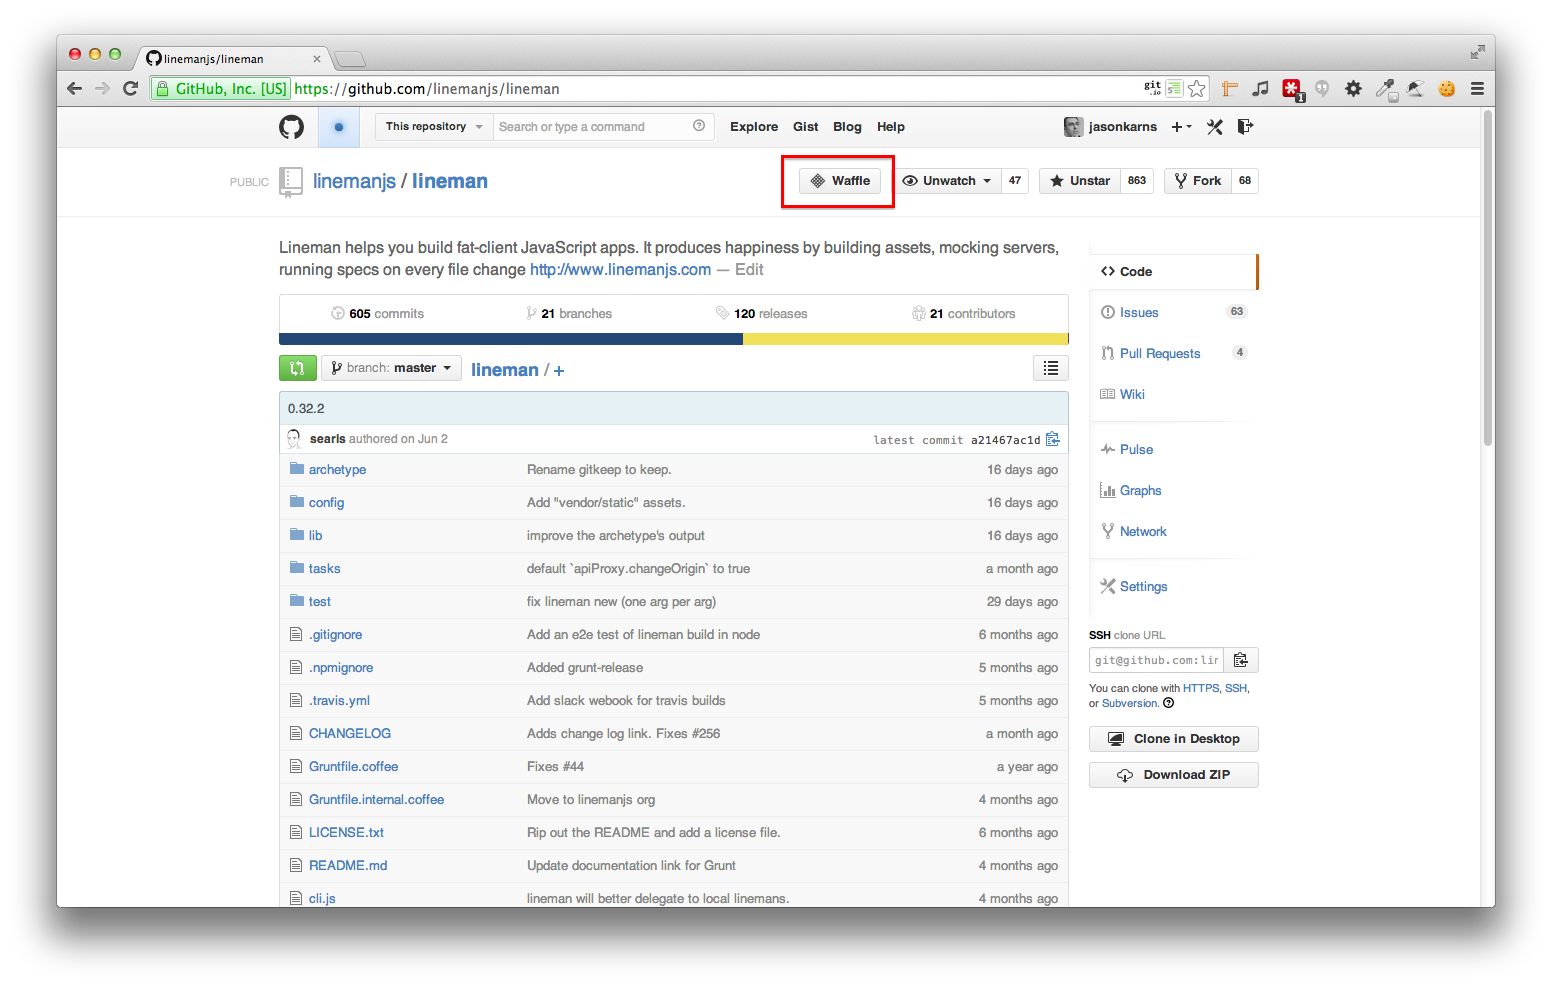 linemanjs/lineman
GitHub, Inc. [US] https://github.com/linemanjs/lineman
git.io 5
1
This repository Search or type a command Explore Gist Blog Help jasonkarns
PUBLIC linemanjs / lineman Waffle Unwatch 47 Unstar 863 Fork 68
Lineman helps you build fat-client JavaScript apps. It produces happiness by building assets, mocking servers,
running specs on every file change http://www.linemanjs.com — Edit
605 commits 21 branches 120 releases 21 contributors
branch: master lineman / +
0.32.2
searls authored on Jun 2 latest commit a21467ac1d
archetype Rename gitkeep to keep. 16 days ago
config Add "vendor/static" assets. 16 days ago
lib improve the archetype's output 16 days ago
tasks default `apiProxy.changeOrigin` to true a month ago
test fix lineman new (one arg per arg) 29 days ago
.gitignore Add an e2e test of lineman build in node 6 months ago
.npmignore Added grunt-release 5 months ago
.travis.yml Add slack webook for travis builds 5 months ago
CHANGELOG Adds change log link. Fixes #256 a month ago
Gruntfile.coffee Fixes #44 a year ago
Gruntfile.internal.coffee Move to linemanjs org 4 months ago
LICENSE.txt Rip out the README and add a license file. 6 months ago
README.md Update documentation link for Grunt 4 months ago
cli.js lineman will better delegate to local linemans. 4 months ago
Code
Issues 63
Pull Requests 4
Wiki
Pulse
Graphs
Network
Settings
SSH clone URL
git@github.com:lin
You can clone with HTTPS, SSH,
or Subversion.
Clone in Desktop
Download ZIP